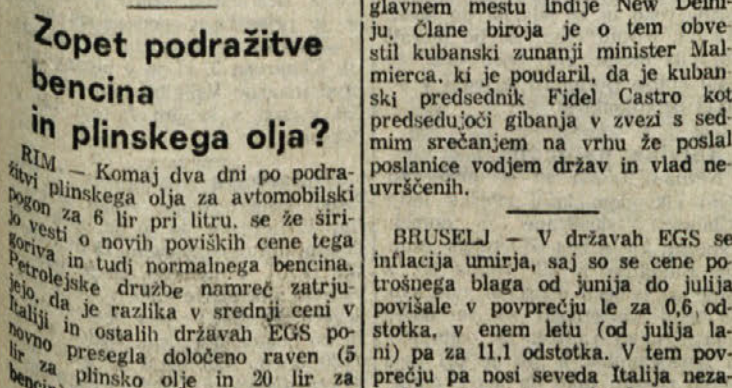 Zopet podražitve
bencina
in plinskega olja?
RIM — Komaj dva dni po podra-
žitvi plinskega olja za avtomobilski
pogon za 6 lir pri litru, se že širi-
jo vesti o novih poviških cene tega
goriva in tudi normalnega bencina.
Petrolejske družbe namreč zatrju-
jejo, da je razlika v srednji ceni v
Italiji in ostalih državah EGS po-
novno presegla določeno raven (5
lir za plinsko olje in 20 lir za
glavnem mestu Indije New Delhi-
ju. Člane biroja je o tem obve-
stil kubanski zunanji minister Mal-
mierca, ki je poudaril, da je kuban-
ski predsednik Fidel Castro kot
predsedujoči gibanja v zvezi s sed-
mim srečanjem na vrhu že poslal
poslanice vodjem držav in vlad ne-
uvrščenih.
BRUSELJ — V državah EGS se
inflacija umirja, saj so se cene po-
trošnega blaga od junija do julija
povišale v povprečju le za 0,6 od-
stotka, v enem letu (od julija la-
ni) pa za 11,1 odstotka. V tem pov-
prečju pa nosi seveda Italija neza-